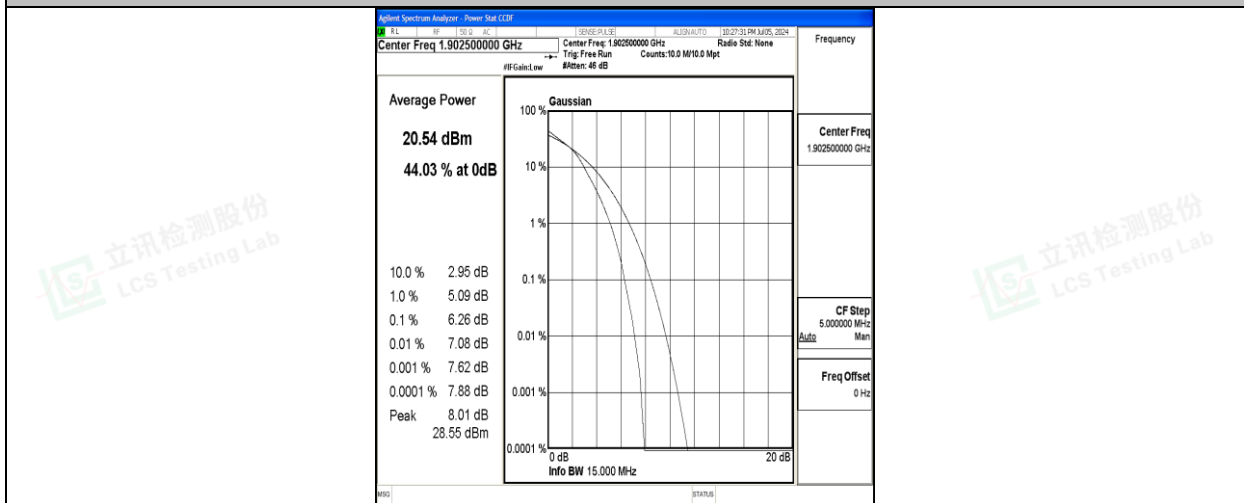 Agilent Spectrum Analyzer - Power Stat CCDF
RL RF 50 Ω AC SENSE:PULSE ALIGNAUTO 10:27:31 PM Jul 05, 2024
Center Freq 1.902500000 GHz
Center Freq: 1.902500000 GHz Radio Std: None
Trig: Free Run Counts:10.0 M/10.0 Mpt
#IFGain:Low #Atten: 46 dB
Frequency
Average Power
20.54 dBm
44.03 % at 0dB
10.0 % 2.95 dB
1.0 % 5.09 dB
0.1 % 6.26 dB
0.01 % 7.08 dB
0.001 % 7.62 dB
0.0001 % 7.88 dB
Peak 8.01 dB
28.55 dBm
Gaussian
100 %
10 %
1 %
0.1 %
0.01 %
0.001 %
0.0001 %
0 dB 20 dB
Info BW 15.000 MHz
Center Freq
1.902500000 GHz
CF Step
5.000000 MHz
Auto Man
Freq Offset
0 Hz
MSG STATUS
立讯检测股份
LCS Testing Lab
立讯检测股份
LCS Testing Lab